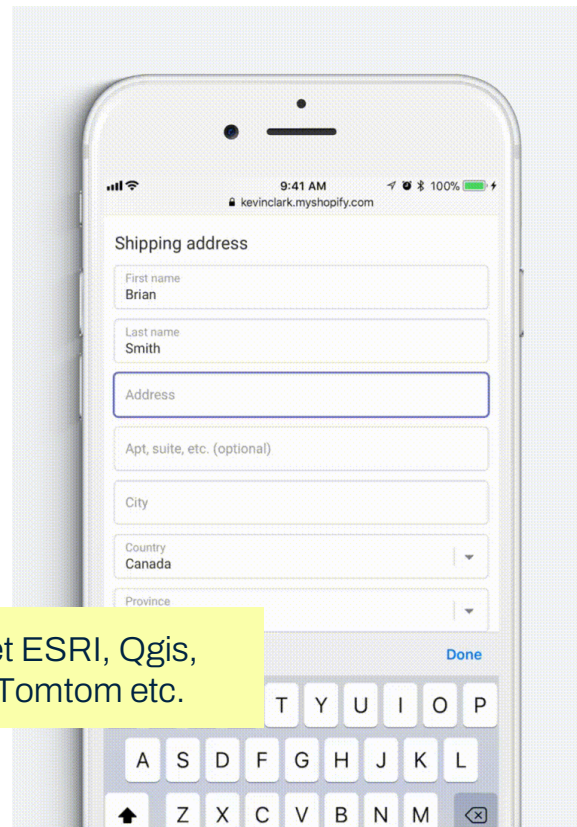 9:41 AM
100%
kevinclark.myshopify.com
Shipping address
First name
Brian
Last name
Smith
Address
Apt, suite, etc. (optional)
City
Country
Canada
Province
ESRI, Qgis,
Tomtom etc.
Done
T Y U I O P
A S D F G H J K L
Z X C V B N M